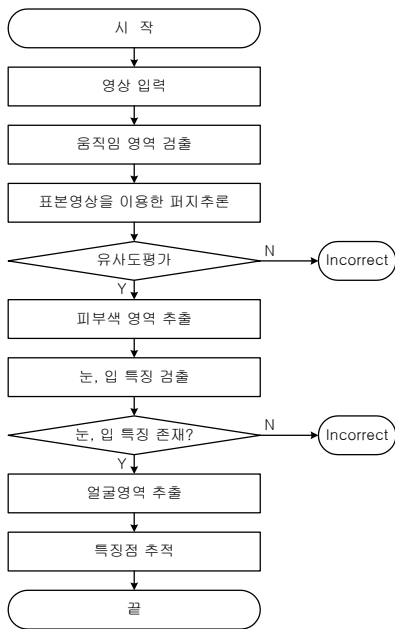 시 작
영상 입력
움직임 영역 검출
표본영상을 이용한 퍼지추론
유사도평가
N
Incorrect
Y
피부색 영역 추출
눈, 입 특징 검출
눈, 입 특징 존재?
N
Incorrect
Y
얼굴영역 추출
특징점 추적
끝